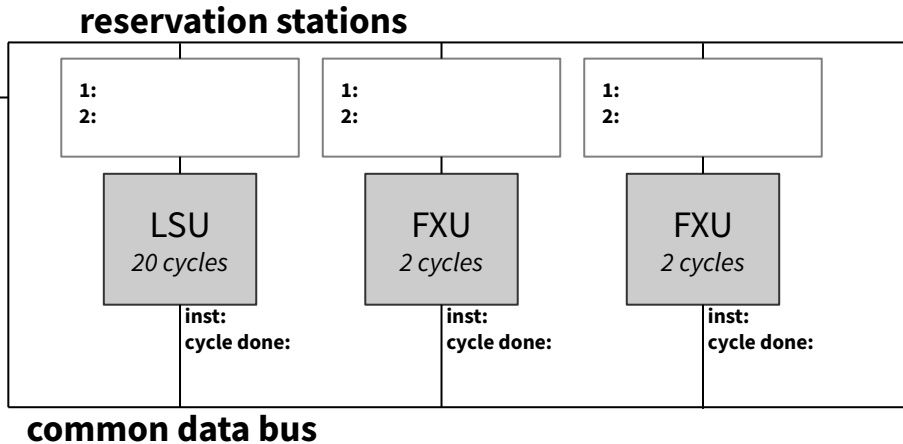 reservation stations
1:
2:
1:
2:
1:
2:
LSU
20 cycles
FXU
2 cycles
FXU
2 cycles
inst:
cycle done:
inst:
cycle done:
inst:
cycle done:
common data bus